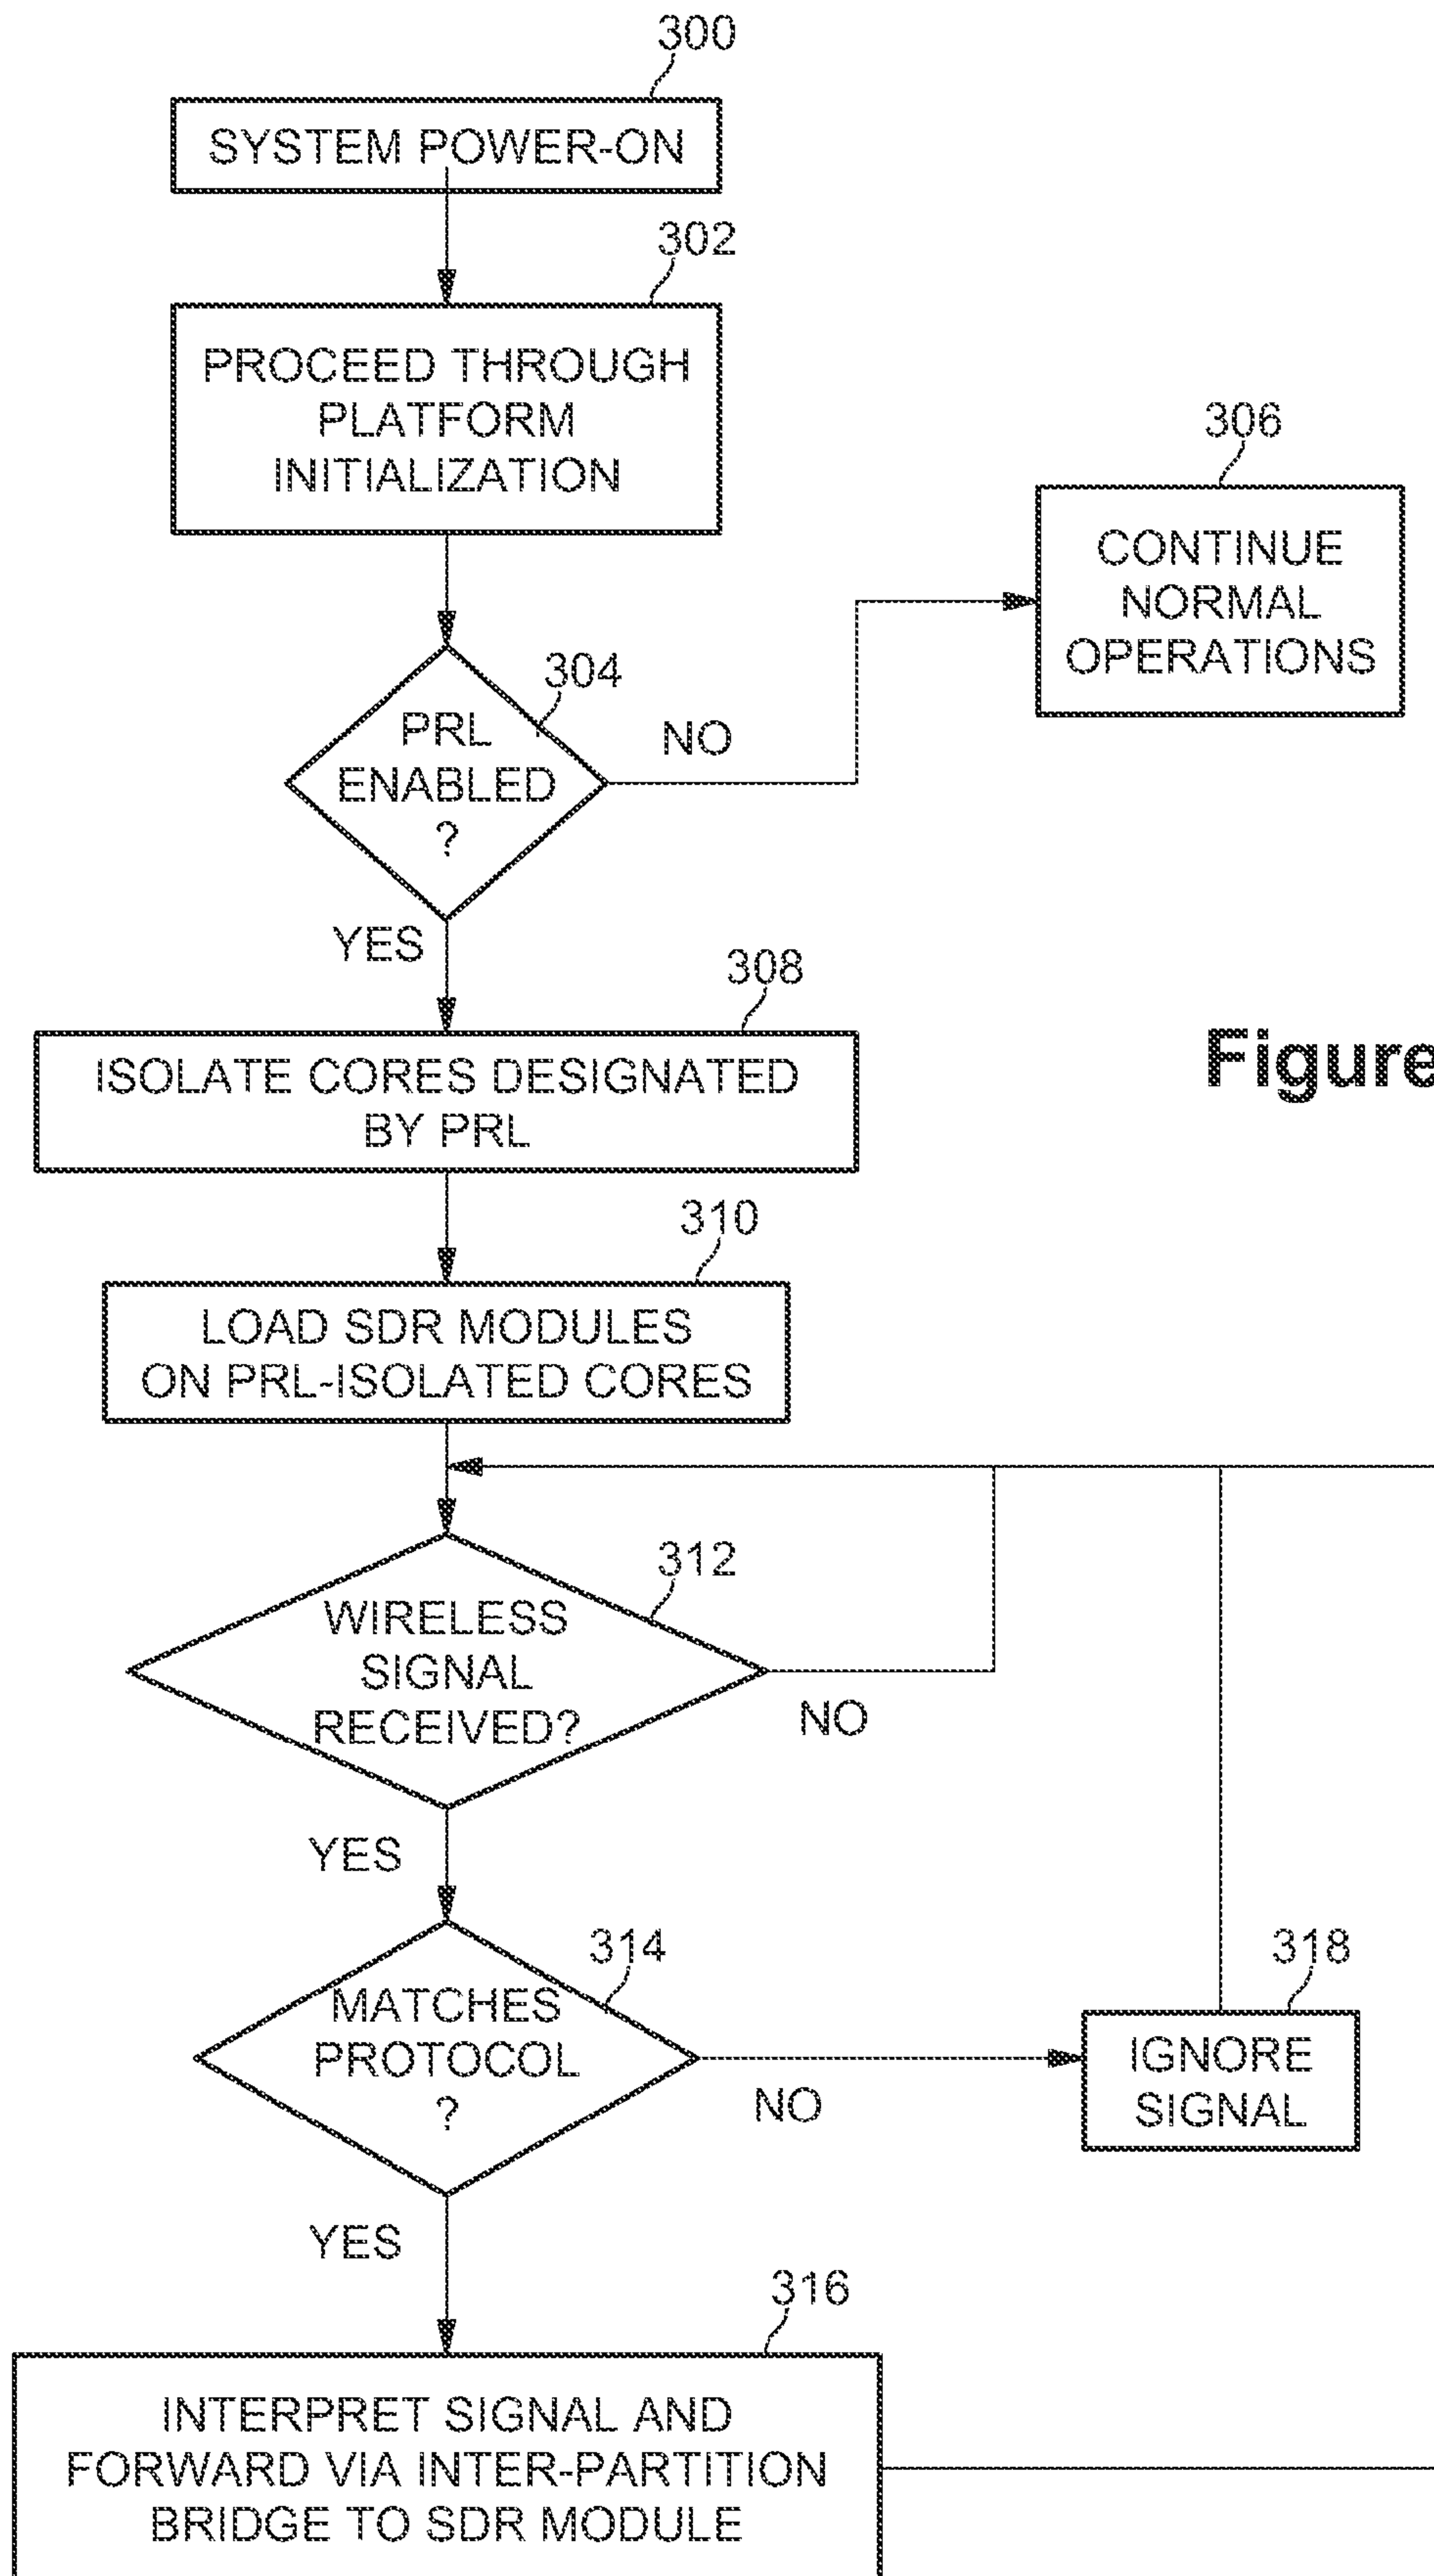 300
SYSTEM POWER-ON
302
PROCEED THROUGH
PLATFORM
INITIALIZATION
306
CONTINUE
NORMAL
OPERATIONS
304
PRL
ENABLED
?
NO
YES
308
ISOLATE CORES DESIGNATED
BY PRL
Figure
310
LOAD SDR MODULES
ON PRL-ISOLATED CORES
312
WIRELESS
SIGNAL
RECEIVED?
NO
YES
314
MATCHES
PROTOCOL
?
NO
318
IGNORE
SIGNAL
YES
316
INTERPRET SIGNAL AND
FORWARD VIA INTER-PARTITION
BRIDGE TO SDR MODULE